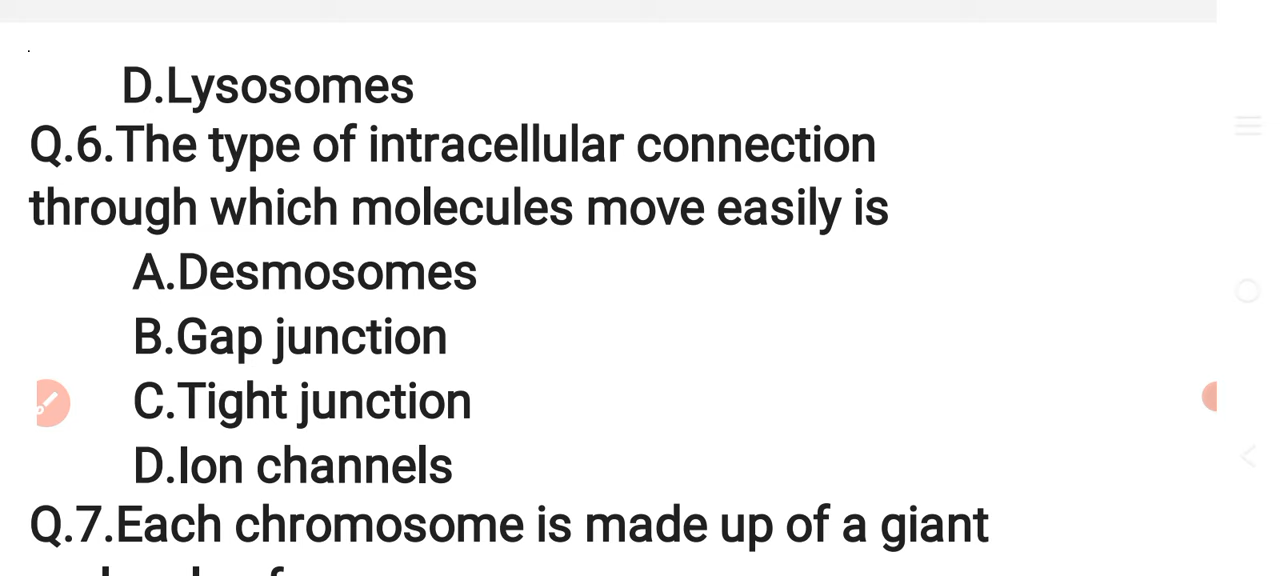 D.Lysosomes
Q.6.The type of intracellular connection
through which molecules move easily is
A.Desmosomes
B.Gap junction
C.Tight junction
D.Ion channels
Q.7.Each chromosome is made up of a giant